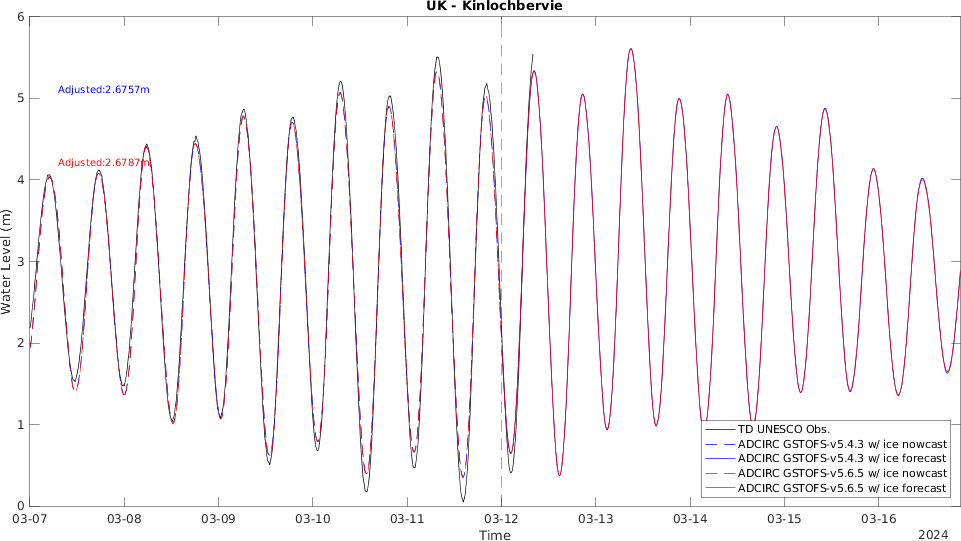 UK - Kinlochbervie
6
5
4
3
2
1
0
Water Level (m)
Adjusted:2.6757m
Adjusted:2.6787m
TD UNESCO Obs.
ADCIRC GSTOFS-v5.4.3 w/ ice nowcast
ADCIRC GSTOFS-v5.4.3 w/ ice forecast
ADCIRC GSTOFS-v5.6.5 w/ ice nowcast
ADCIRC GSTOFS-v5.6.5 w/ ice forecast
03-07 03-08 03-09 03-10 03-11 03-12 03-13 03-14 03-15 03-16
Time
2024